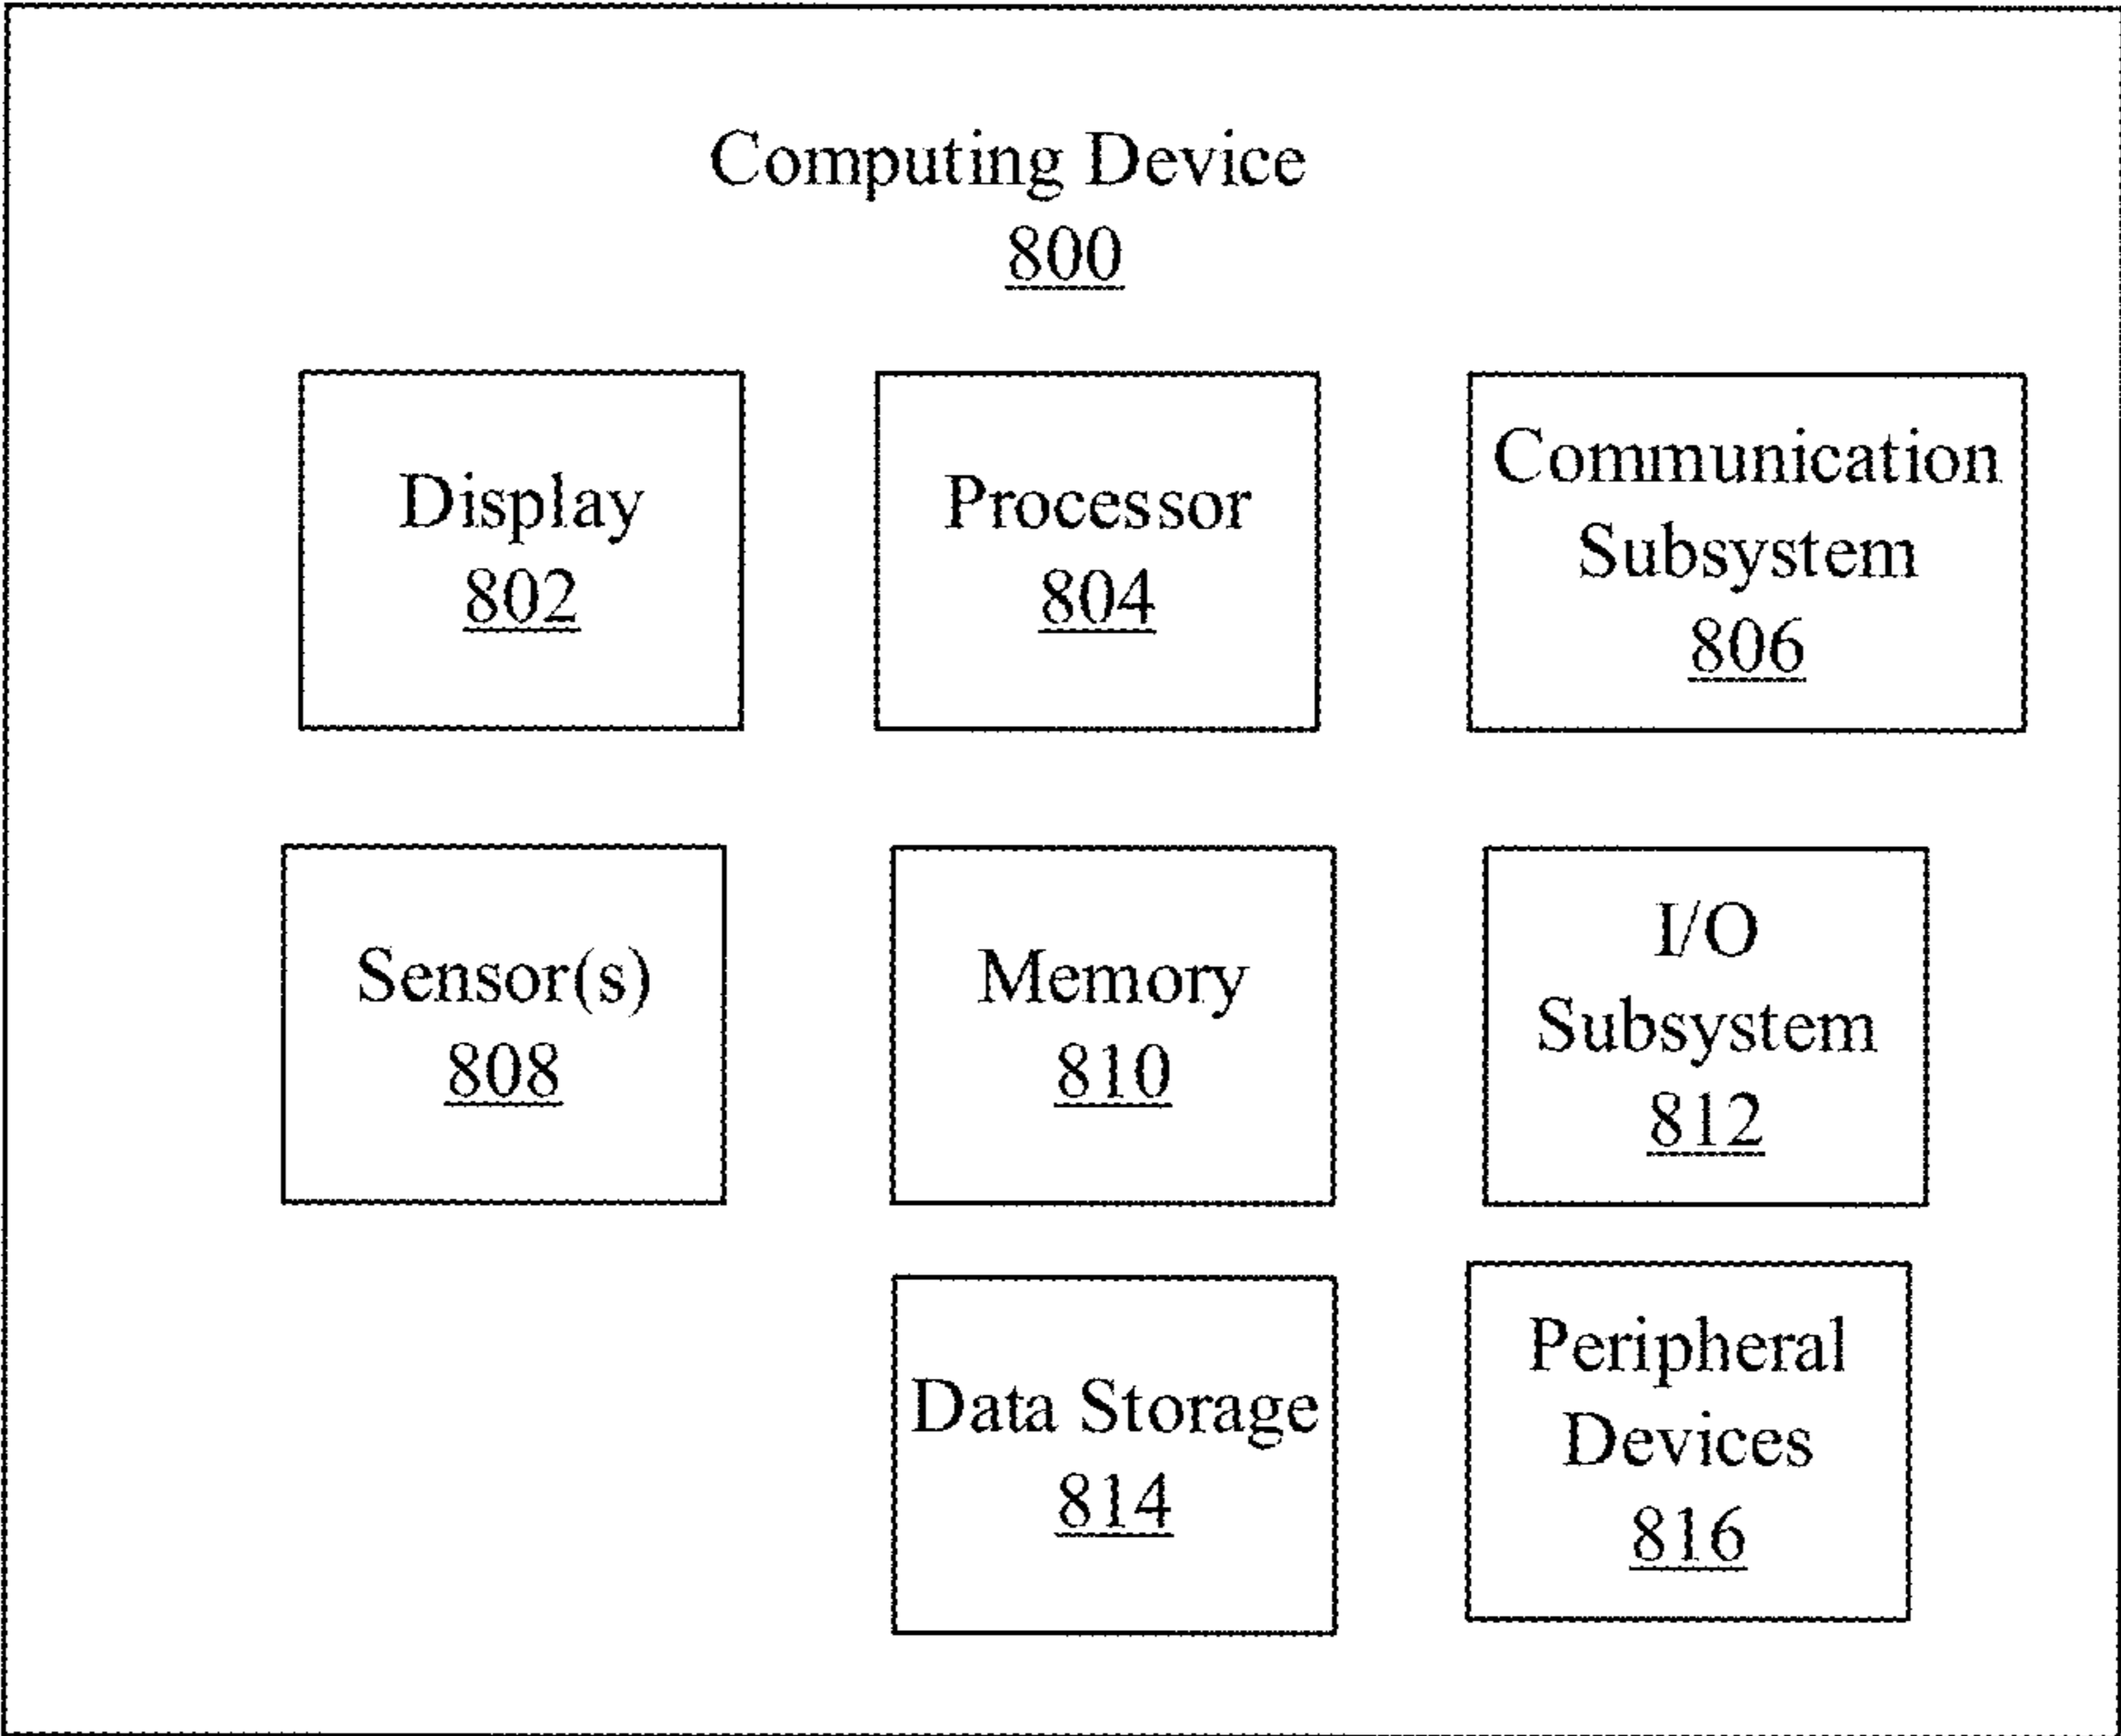 Computing Device
800
Display
802
Processor
804
Communication
Subsystem
806
Sensor(s)
808
Memory
810
I/O
Subsystem
812
Data Storage
814
Peripheral
Devices
816